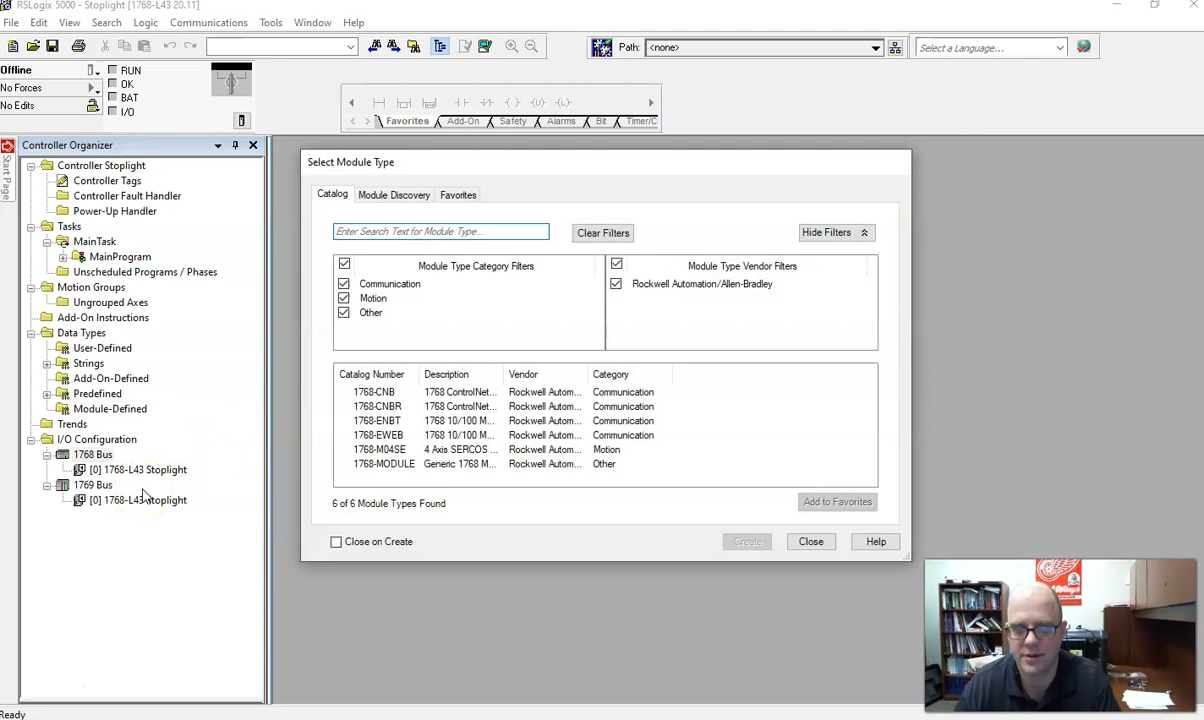 RSLogix 5000 - Stoplight [1768-L43 20.11]
File Edit View Search Logic Communications Tools Window Help
Path: <none>
Select a Language...
Offline
No Forces
No Edits
RUN
OK
BAT
I/O
Favorites Add-On Safety Alarms Bit Timer/C
Start Page
Controller Organizer
Controller Stoplight
Controller Tags
Controller Fault Handler
Power-Up Handler
Tasks
MainTask
MainProgram
Unscheduled Programs / Phases
Motion Groups
Ungrouped Axes
Add-On Instructions
Data Types
User-Defined
Strings
Add-On-Defined
Predefined
Module-Defined
Trends
I/O Configuration
1768 Bus
[0] 1768-L43 Stoplight
1769 Bus
[0] 1768-L43 Stoplight
Select Module Type
Catalog Module Discovery Favorites
Enter Search Text for Module Type...
Clear Filters
Hide Filters
Module Type Category Filters
Communication
Motion
Other
Module Type Vendor Filters
Rockwell Automation/Allen-Bradley
Catalog Number Description Vendor Category
1768-CNB 1768 ControlNet... Rockwell Autom... Communication
1768-CNBR 1768 ControlNet... Rockwell Autom... Communication
1768-ENBT 1768 10/100 M... Rockwell Autom... Communication
1768-EWEB 1768 10/100 M... Rockwell Autom... Communication
1768-M04SE 4 Axis SERCOS ... Rockwell Autom... Motion
1768-MODULE Generic 1768 M... Rockwell Autom... Other
6 of 6 Module Types Found
Add to Favorites
Close on Create
Create
Close
Help
Ready